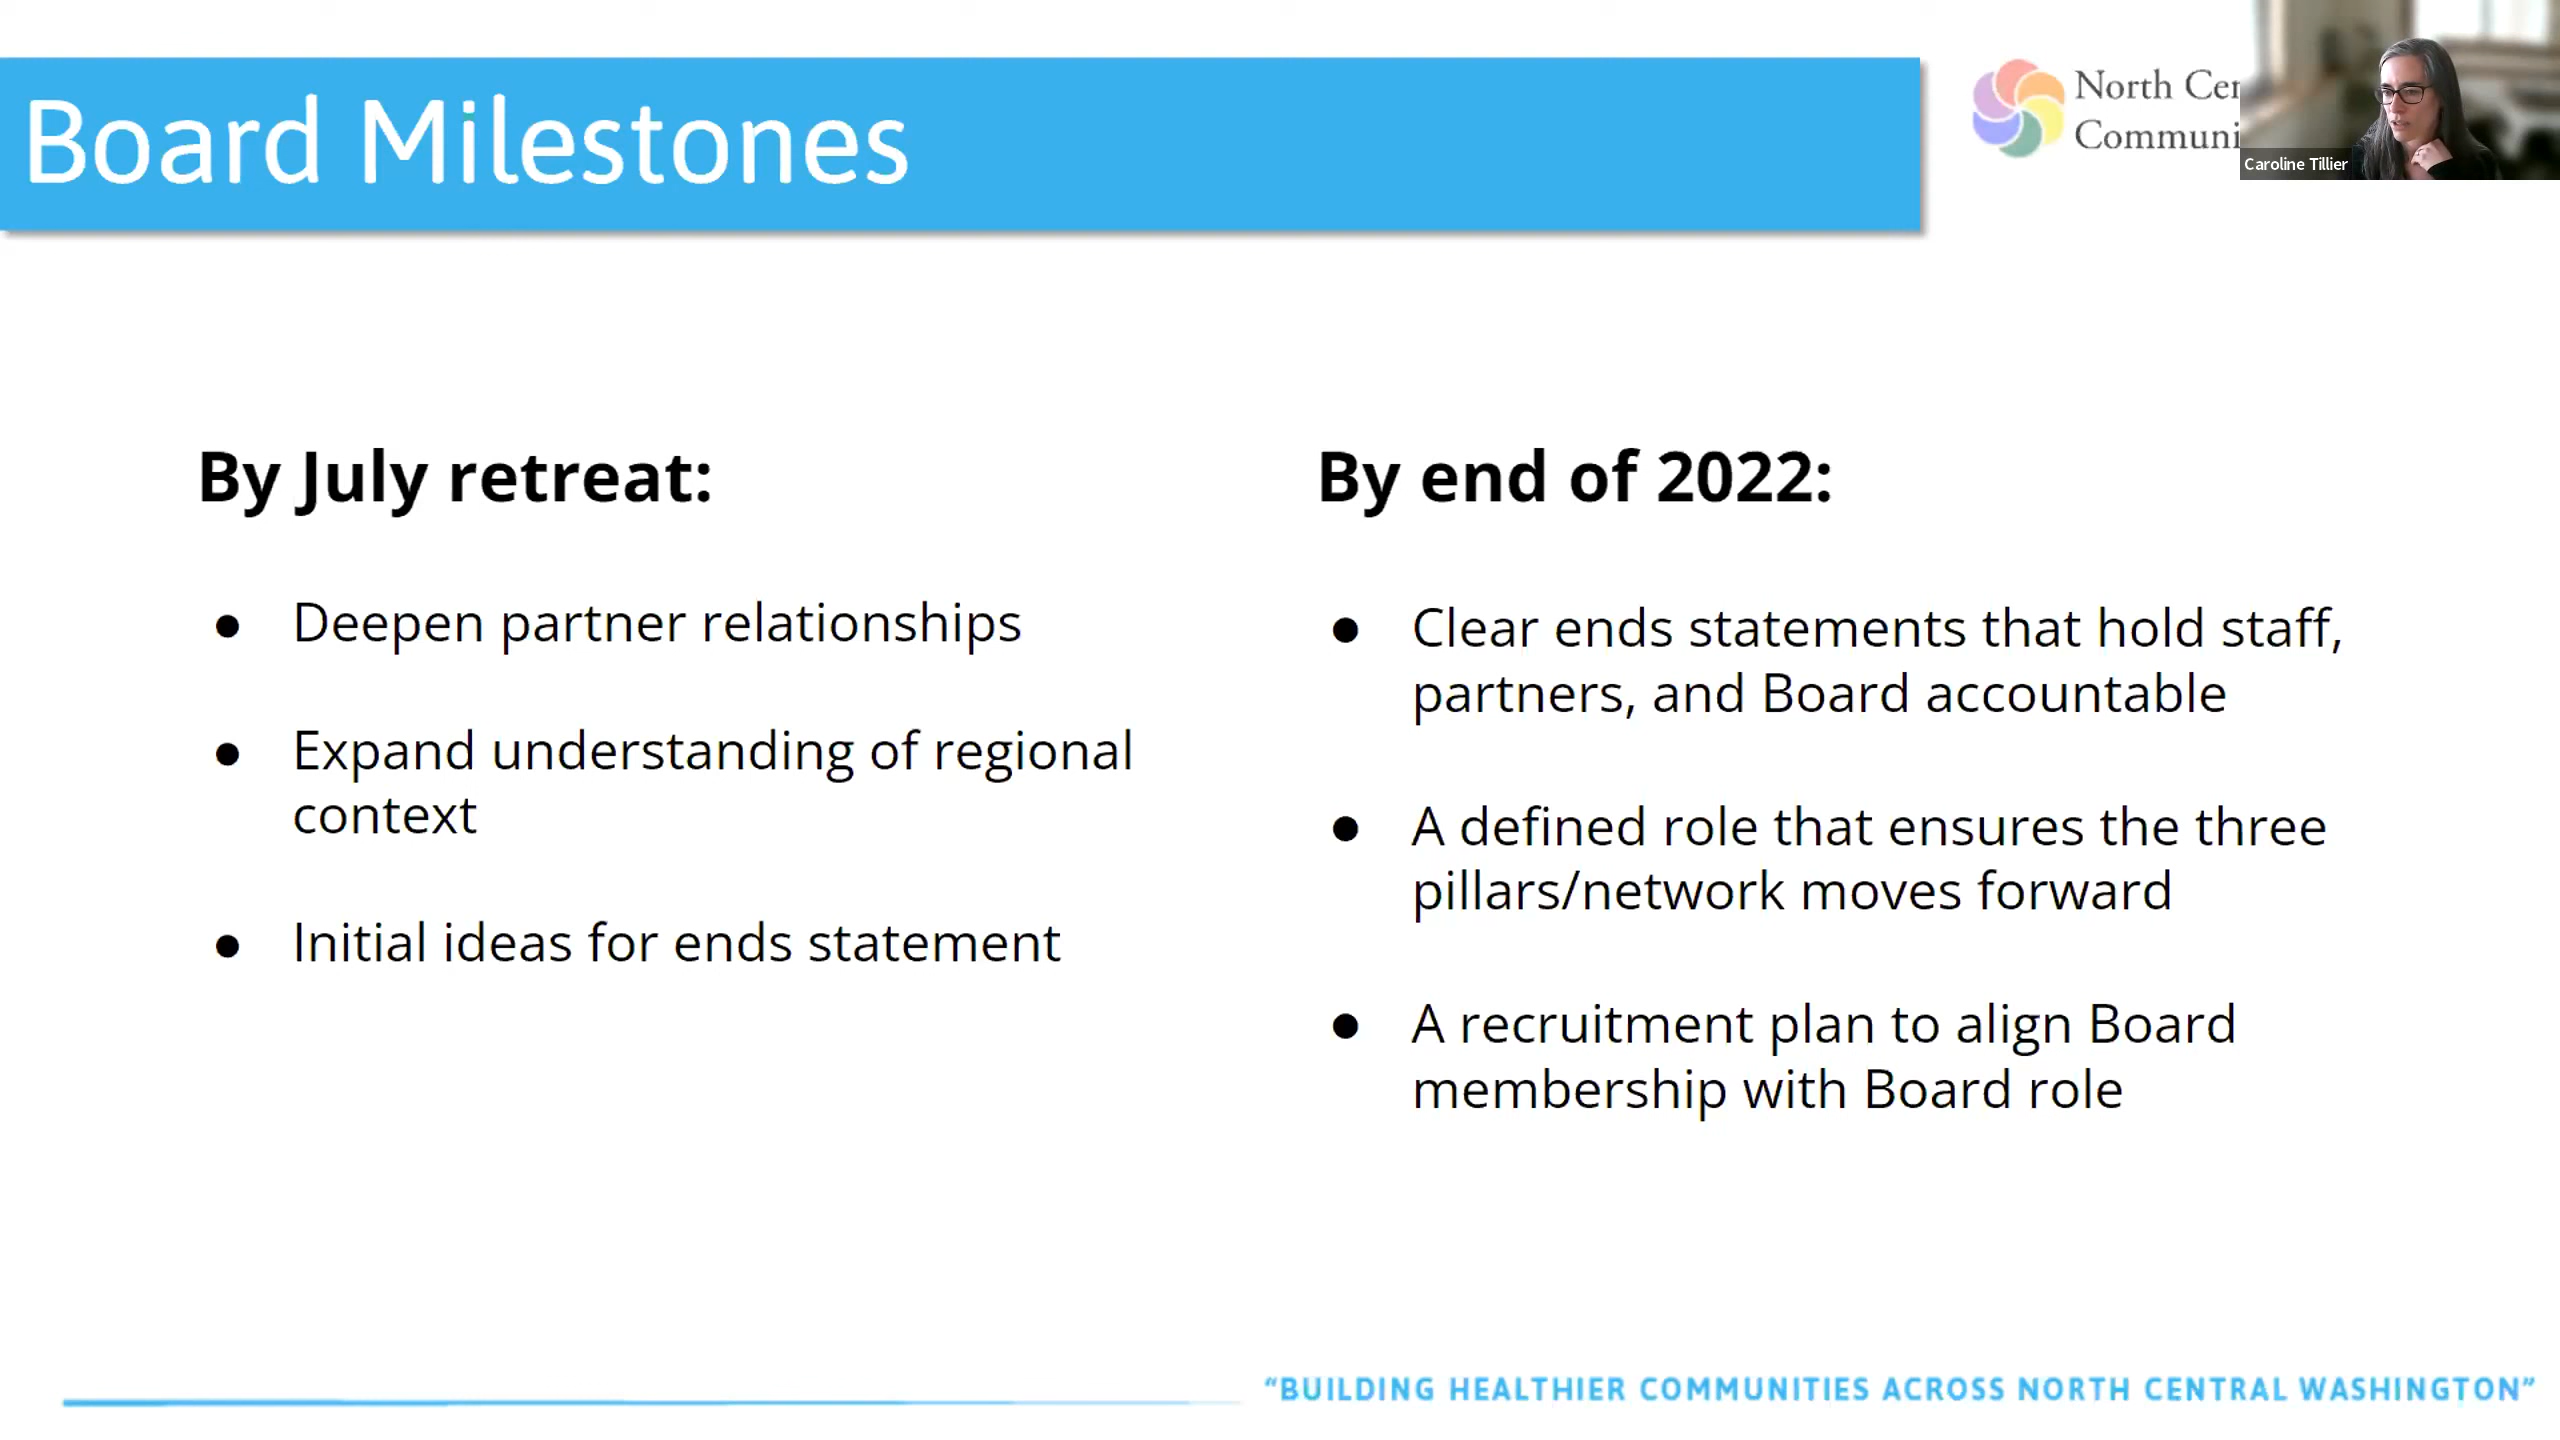 Board Milestones
North Cen
Communi
Caroline Tillier
By July retreat:
● Deepen partner relationships
● Expand understanding of regional
context
● Initial ideas for ends statement
By end of 2022:
● Clear ends statements that hold staff,
partners, and Board accountable
● A defined role that ensures the three
pillars/network moves forward
● A recruitment plan to align Board
membership with Board role
“BUILDING HEALTHIER COMMUNITIES ACROSS NORTH CENTRAL WASHINGTON”